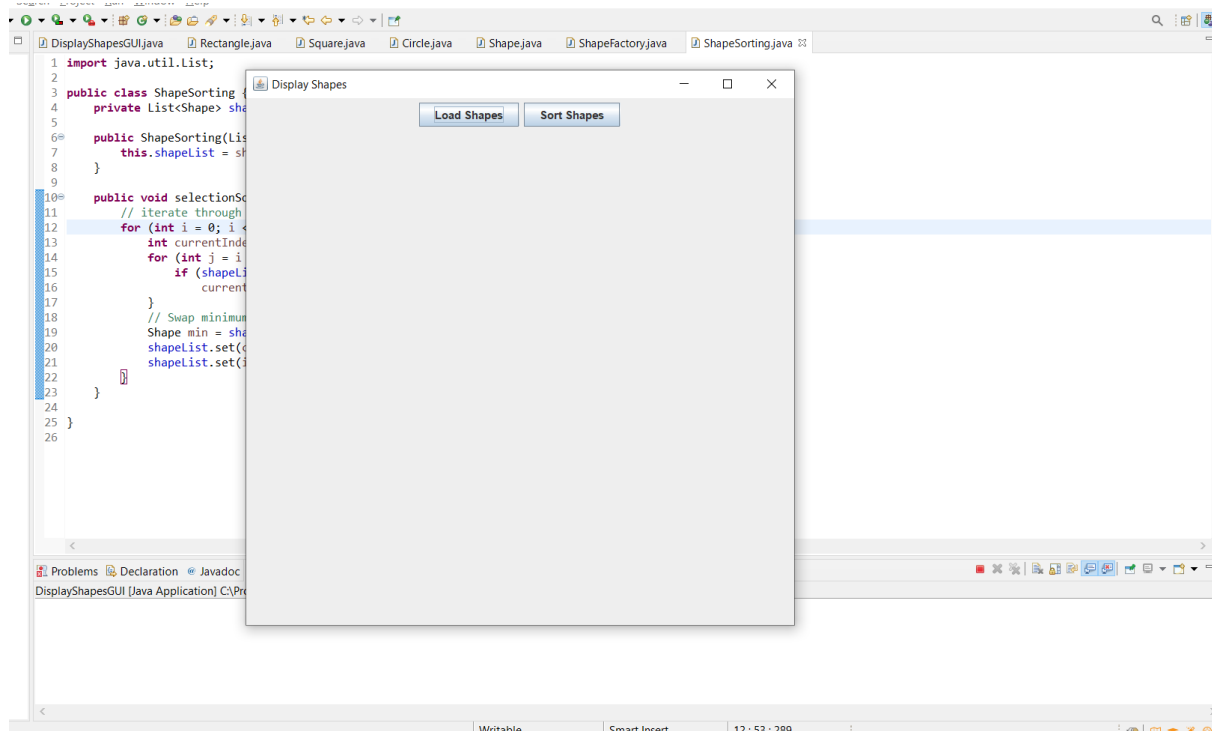 Project Run Window Help
DisplayShapesGUI.java Rectangle.java Square.java Circle.java Shape.java ShapeFactory.java ShapeSorting.java
Display Shapes
Load Shapes Sort Shapes
1 import java.util.List;
2
3 public class ShapeSorting {
4 private List<Shape> sha
5
6 public ShapeSorting(Lis
7 this.shapeList = sh
8 }
9
10 public void selectionSo
11 // iterate through
12 for (int i = 0; i <
13 int currentInde
14 for (int j = i
15 if (shapeLi
16 current
17 }
18 // Swap minimum
19 Shape min = sha
20 shapeList.set(c
21 shapeList.set(i
22 }
23 }
24
25 }
26
Problems Declaration @ Javadoc
DisplayShapesGUI [Java Application] C:\Pro
Writable Smart Insert 12 : 53 : 289